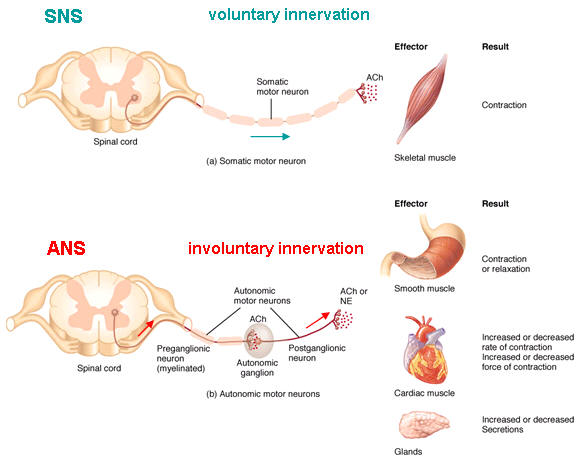 SNS
voluntary innervation
Effector
Result
Somatic
motor neuron
ACh
Contraction
Spinal cord
(a) Somatic motor neuron
Skeletal muscle
Effector
Result
ANS
involuntary innervation
Contraction
or relaxation
Autonomic
motor neurons
ACh or
NE
Smooth muscle
ACh
Preganglionic
neuron
(myelinated)
Autonomic
ganglion
Postganglionic
neuron
Spinal cord
(b) Autonomic motor neurons
Increased or decreased
rate of contraction
Increased or decreased
force of contraction
Cardiac muscle
Increased or decreased
Secretions
Glands